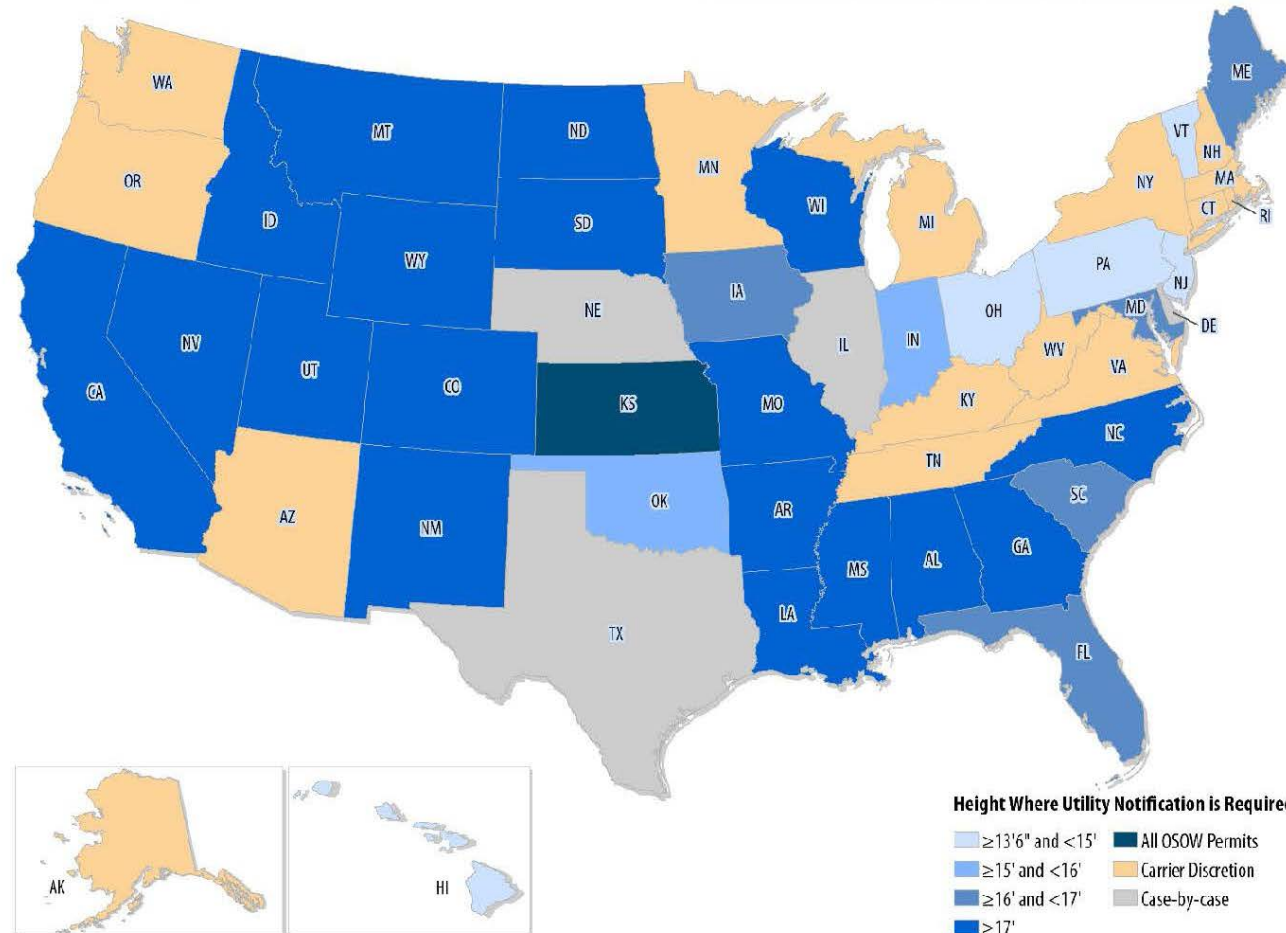 WA
MT
ND
MN
ME
VT
NH
NY
MA
CT
RI
OR
ID
SD
WI
MI
WY
IA
PA
NJ
NE
IL
IN
OH
MD
DE
NV
UT
CO
KS
MO
WV
VA
KY
CA
NC
TN
AZ
NM
OK
AR
SC
MS
AL
GA
LA
TX
FL
AK
HI
Height Where Utility Notification is Required
≥13'6" and <15'
≥15' and <16'
≥16' and <17'
≥17'
All OSOW Permits
Carrier Discretion
Case-by-case